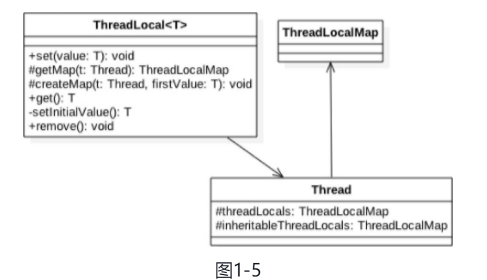 ThreadLocal<T>
+set(value: T): void
#getMap(t: Thread): ThreadLocalMap
#createMap(t: Thread, firstValue: T): void
+get(): T
-setInitialValue(): T
+remove(): void
ThreadLocalMap
Thread
#threadLocals: ThreadLocalMap
#inheritableThreadLocals: ThreadLocalMap
图1-5